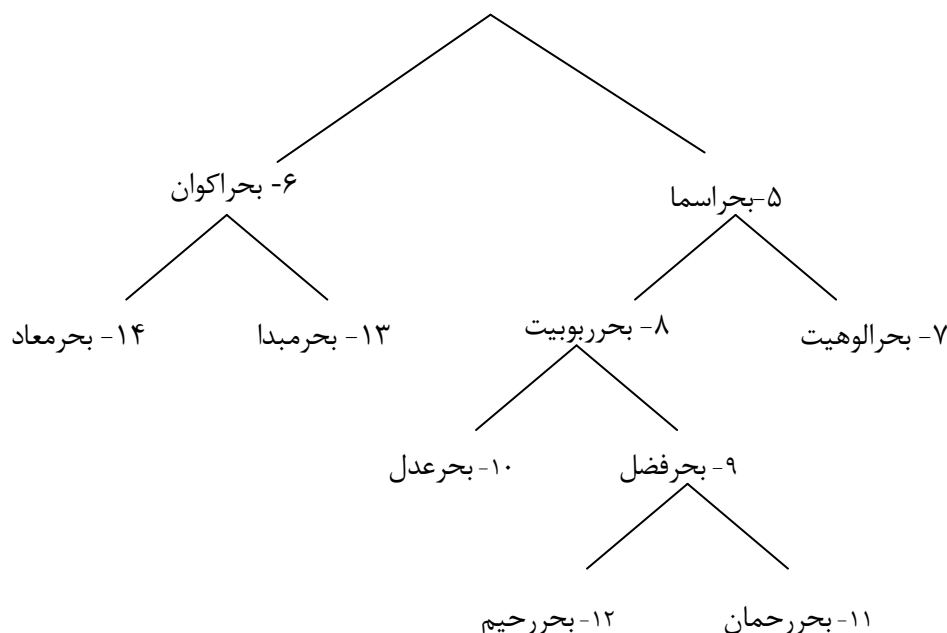 ۵-بحراسما
۶- بحراکوان
۷- بحرالوهیت
۸- بحرربوبیت
۱۳- بحرمبدا
۱۴- بحرمعاد
۹- بحرفضل
۱۰- بحرعدل
۱۱- بحررحمان
۱۲- بحررحیم